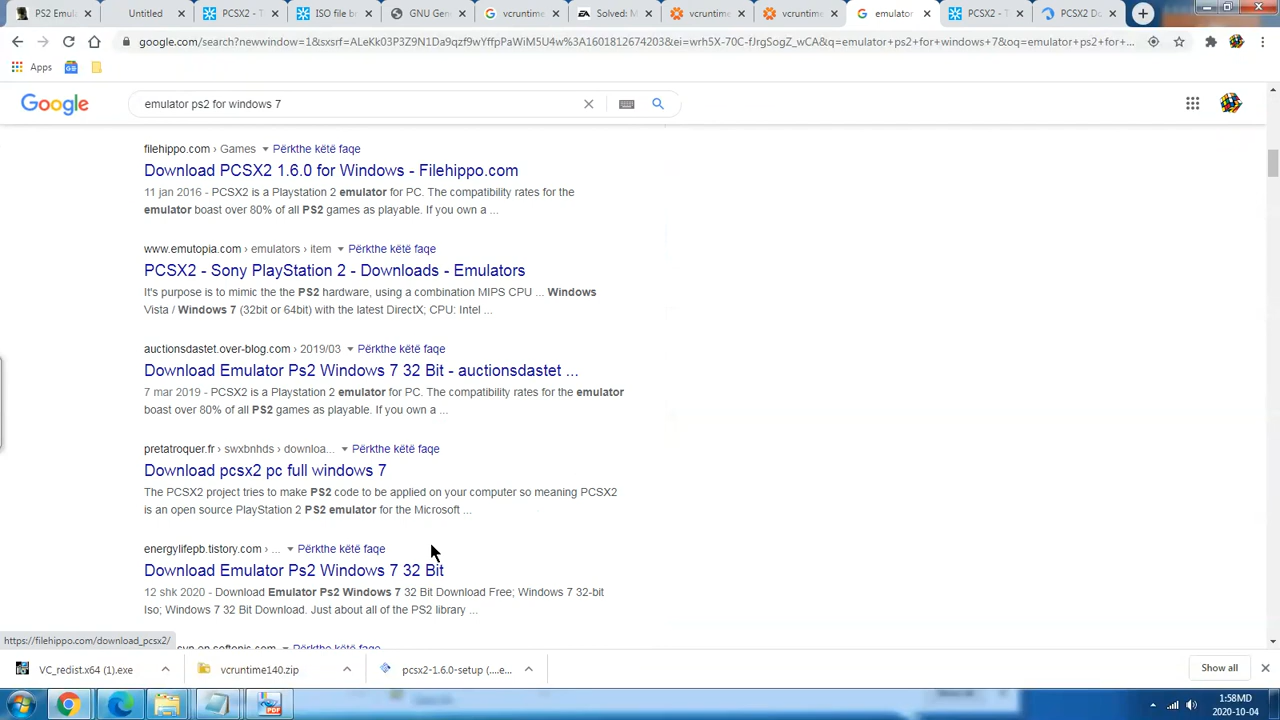 PS2 Emula
Untitled
PCSX2 - T
ISO file b
GNU Gen
vcruntime
Solved: M
vcruntim
vcruntim
emulator
PCSX2 - T
PCSX2 Do
google.com/search?newwindow=1&sxsrf=ALeKk03P3Z9N1Da9qzf9wYffpPhWiM5U4w%3A1601812674203&ei=wrh5X-70C-fJrgSogZ_wCA&q=emulator+ps2+for+windows+7&oq=emulator+ps2+for+...
Apps
Google
emulator ps2 for windows 7
filehippo.com › Games Përkthe këtë faqe
Download PCSX2 1.6.0 for Windows - Filehippo.com
11 jan 2016 - PCSX2 is a Playstation 2 emulator for PC. The compatibility rates for the
emulator boast over 80% of all PS2 games as playable. If you own a ...
www.emutopia.com › emulators › item Përkthe këtë faqe
PCSX2 - Sony PlayStation 2 - Downloads - Emulators
It's purpose is to mimic the the PS2 hardware, using a combination MIPS CPU ... Windows
Vista / Windows 7 (32bit or 64bit) with the latest DirectX; CPU: Intel ...
auctionsdastet.over-blog.com › 2019/03 Përkthe këtë faqe
Download Emulator Ps2 Windows 7 32 Bit - auctionsdastet ...
7 mar 2019 - PCSX2 is a Playstation 2 emulator for PC. The compatibility rates for the emulator
boast over 80% of all PS2 games as playable. If you own a ...
pretatroquer.fr › swxbnhds › downloa... Përkthe këtë faqe
Download pcsx2 pc full windows 7
The PCSX2 project tries to make PS2 code to be applied on your computer so meaning PCSX2
is an open source PlayStation 2 PS2 emulator for the Microsoft ...
energylifepb.tistory.com › ... Përkthe këtë faqe
Download Emulator Ps2 Windows 7 32 Bit
12 shk 2020 - Download Emulator Ps2 Windows 7 32 Bit Download Free; Windows 7 32-bit
Iso; Windows 7 32 Bit Download. Just about all of the PS2 library ...
https://filehippo.com/download_pcsx2/
VC_redist.x64 (1).exe
vcruntime140.zip
pcsx2-1.6.0-setup (....e...
Show all
1:58MD
2020-10-04